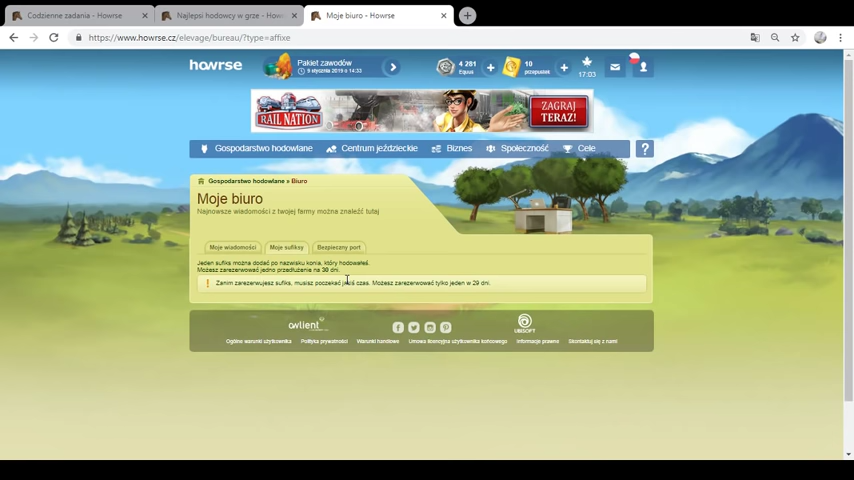 Codzienne zadania - Howrse
Najlepsi hodowcy w grze - Howr
Moje biuro - Howrse
https://www.howrse.cz/elevage/bureau/?type=affixe
howrse
Pakiet zawodów
9 stycznia 2019 o 14:33
4 261
Equus
10
przepustek
17:03
RAIL NATION
ZAGRAJ
TERAZ!
Gospodarstwo hodowlane
Centrum jeździeckie
Biznes
Społeczność
Cele
?
Gospodarstwo hodowlane » Biuro
Moje biuro
Najnowsze wiadomości z twojej farmy można znaleźć tutaj
Moje wiadomości
Moje sufiksy
Bezpieczny port
Jeden sufiks można dodać po nazwisku konia, który hodowałeś.
Możesz zarezerwować jedno przedłużenie na 30 dni.
Zanim zarezerwujesz sufiks, musisz poczekać jakiś czas. Możesz zarezerwować tylko jeden w 29 dni.
owlient
UBISOFT
Ogólne warunki użytkownika
Polityka prywatności
Warunki handlowe
Umowa licencyjna użytkownika końcowego
Informacje prawne
Skontaktuj się z nami